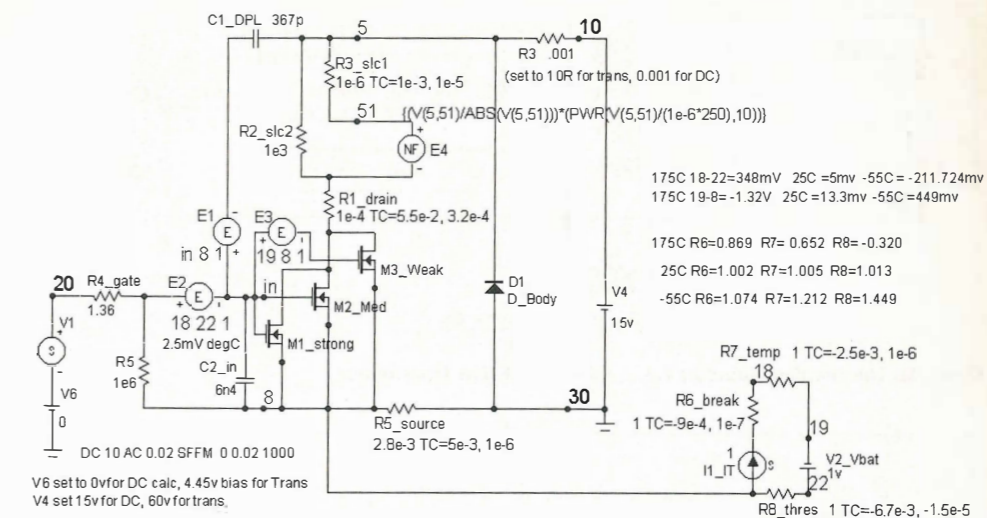 C1_DPL 367p
5
10
R3 .001
(set to 10R for trans, 0.001 for DC)
R3_slc1
1e-6 TC=1e-3, 1e-5
51
{(V(5,51)/ABS(V(5,51)))*(PWR(V(5,51)/(1e-6*250),10))}
R2_slc2
1e3
+
NF
E4
-
175C 18-22=348mV 25C =5mv -55C = -211.724mv
175C 19-8= -1.32V 25C =13.3mv -55C =449mv
R1_drain
1e-4 TC=5.5e-2, 3.2e-4
E1
-
E
in 8 1
+
E3
+
E
-
19 8 1
M3_Weak
175C R6=0.869 R7= 0.652 R8= -0.320
25C R6=1.002 R7=1.005 R8=1.013
-55C R6=1.074 R7=1.212 R8=1.449
20
R4_gate
1.36
E2
+
E
-
18 22 1
2.5mV degC
in
M2_Med
M1_strong
D1
D_Body
V4
15v
V1
+
S
-
R5
1e6
C2_in
6n4
8
30
V6
0
R5_source
2.8e-3 TC=5e-3, 1e-6
R7_temp 1 TC=-2.5e-3, 1e-6
18
R6_break
1 TC=-9e-4, 1e-7
19
1
I1_IT
S
V2_Vbat
1v
22
R8_thres 1 TC=-6.7e-3, -1.5e-5
DC 10 AC 0.02 SFFM 0 0.02 1000
V6 set to 0v for DC calc, 4.45v bias for Trans
V4 set 15v for DC, 60v for trans,